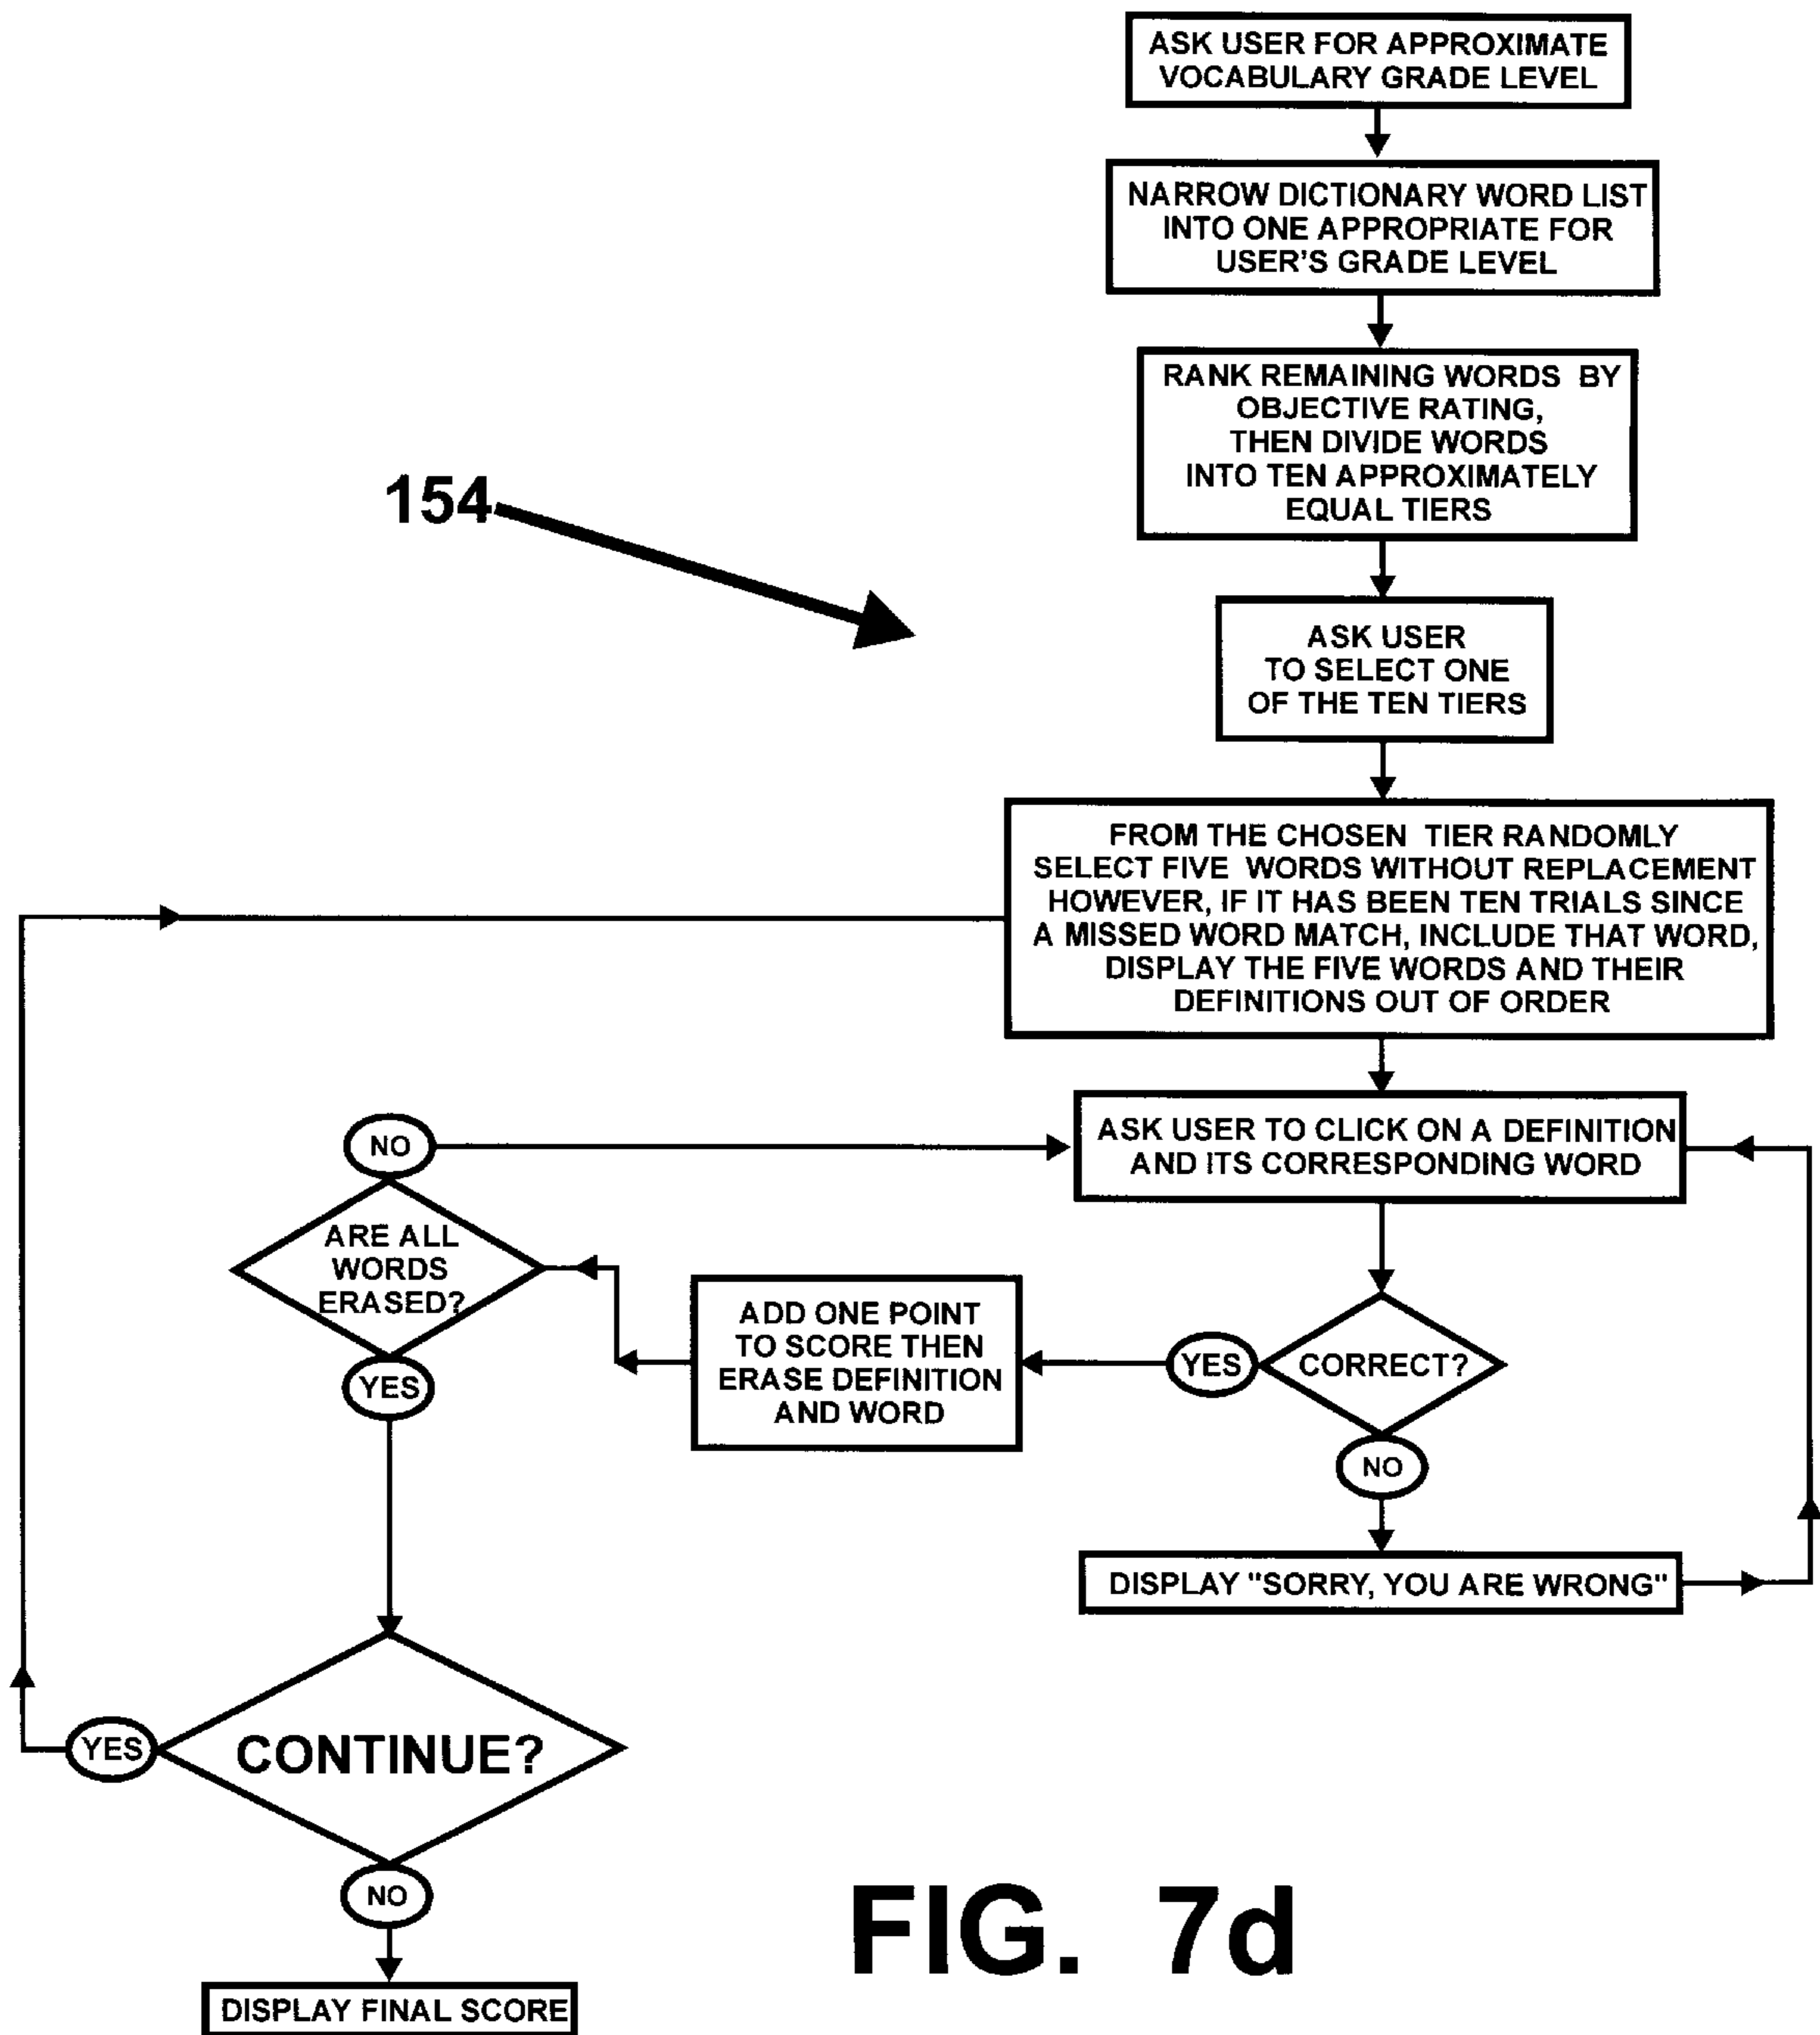 ASK USER FOR APPROXIMATE
VOCABULARY GRADE LEVEL
NARROW DICTIONARY WORD LIST
INTO ONE APPROPRIATE FOR
USER'S GRADE LEVEL
RANK REMAINING WORDS BY
OBJECTIVE RATING,
THEN DIVIDE WORDS
INTO TEN APPROXIMATELY
EQUAL TIERS
154
ASK USER
TO SELECT ONE
OF THE TEN TIERS
FROM THE CHOSEN TIER RANDOMLY
SELECT FIVE WORDS WITHOUT REPLACEMENT
HOWEVER, IF IT HAS BEEN TEN TRIALS SINCE
A MISSED WORD MATCH, INCLUDE THAT WORD,
DISPLAY THE FIVE WORDS AND THEIR
DEFINITIONS OUT OF ORDER
ASK USER TO CLICK ON A DEFINITION
AND ITS CORRESPONDING WORD
CORRECT?
YES
NO
DISPLAY "SORRY, YOU ARE WRONG"
ADD ONE POINT
TO SCORE THEN
ERASE DEFINITION
AND WORD
ARE ALL
WORDS
ERASED?
NO
YES
CONTINUE?
YES
NO
DISPLAY FINAL SCORE
FIG. 7d